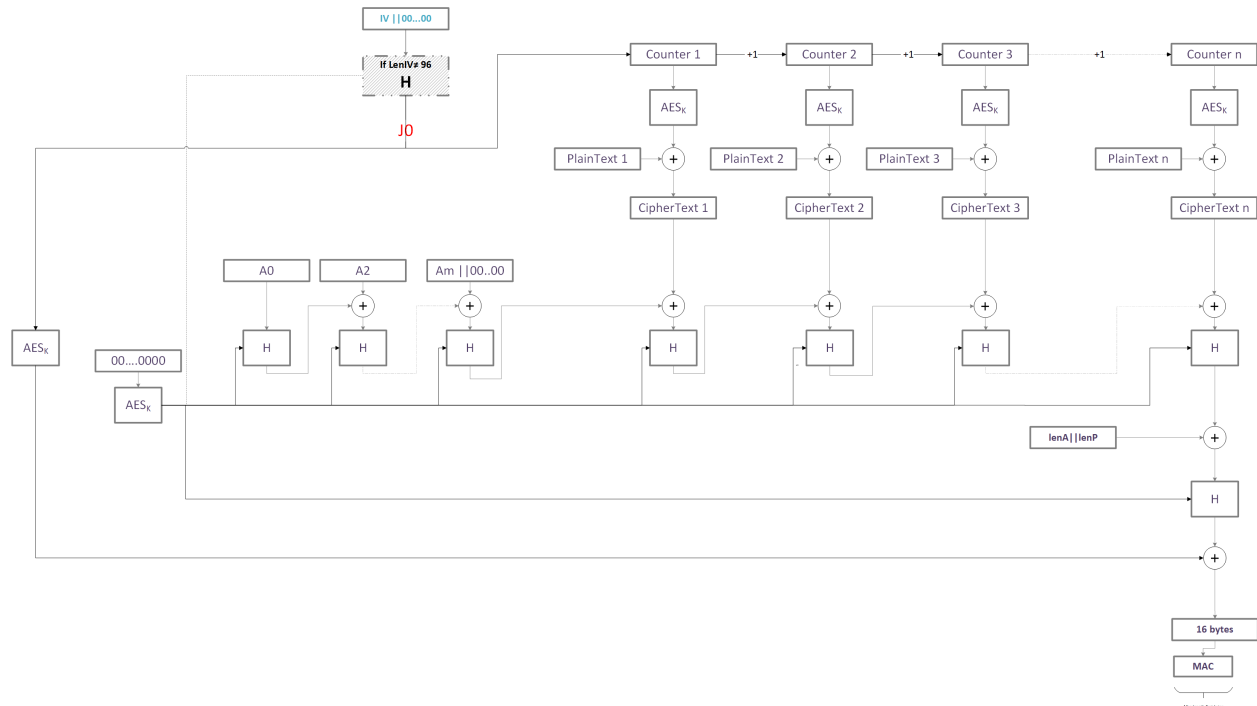 IV ||00...00
If LenIV≠ 96
H
J0
Counter 1
+1
Counter 2
+1
Counter 3
+1
Counter n
AESK
AESK
AESK
AESK
PlainText 1
+
PlainText 2
+
PlainText 3
+
PlainText n
+
CipherText 1
CipherText 2
CipherText 3
CipherText n
A0
A2
Am ||00..00
+
+
+
+
+
+
AESK
H
H
H
H
H
H
H
00....0000
AESK
lenA||lenP
+
H
+
16 bytes
MAC